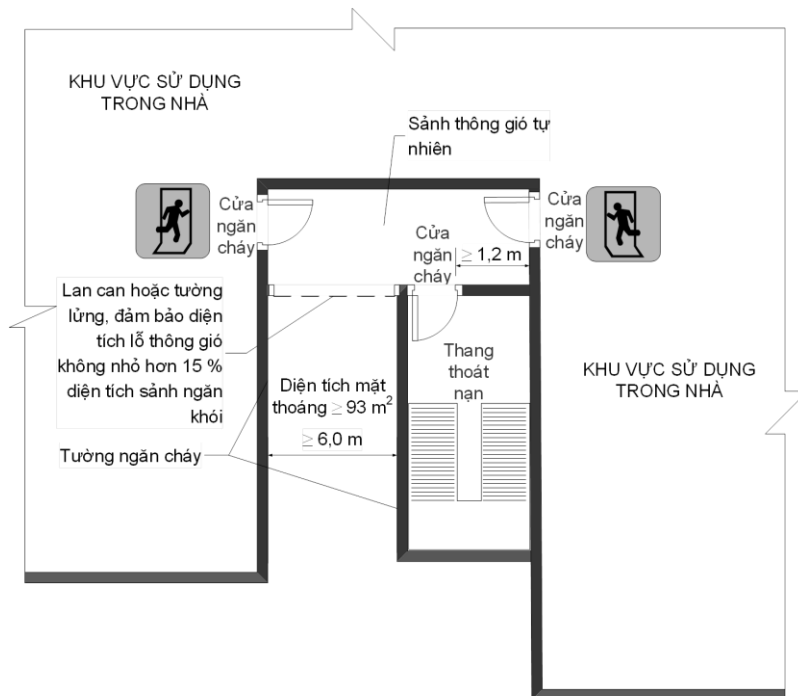 KHU VỰC SỬ DỤNG
TRONG NHÀ
Sảnh thông gió tự
nhiên
Cửa
ngăn
cháy
Cửa
ngăn
cháy
≥ 1,2 m
Cửa
ngăn
cháy
Lan can hoặc tường
lửng, đảm bảo diện
tích lỗ thông gió
không nhỏ hơn 15 %
diện tích sảnh ngăn
khói
Thang
thoát
nạn
KHU VỰC SỬ DỤNG
TRONG NHÀ
Diện tích mặt
thoáng ≥ 93 m²
≥ 6,0 m
Tường ngăn cháy